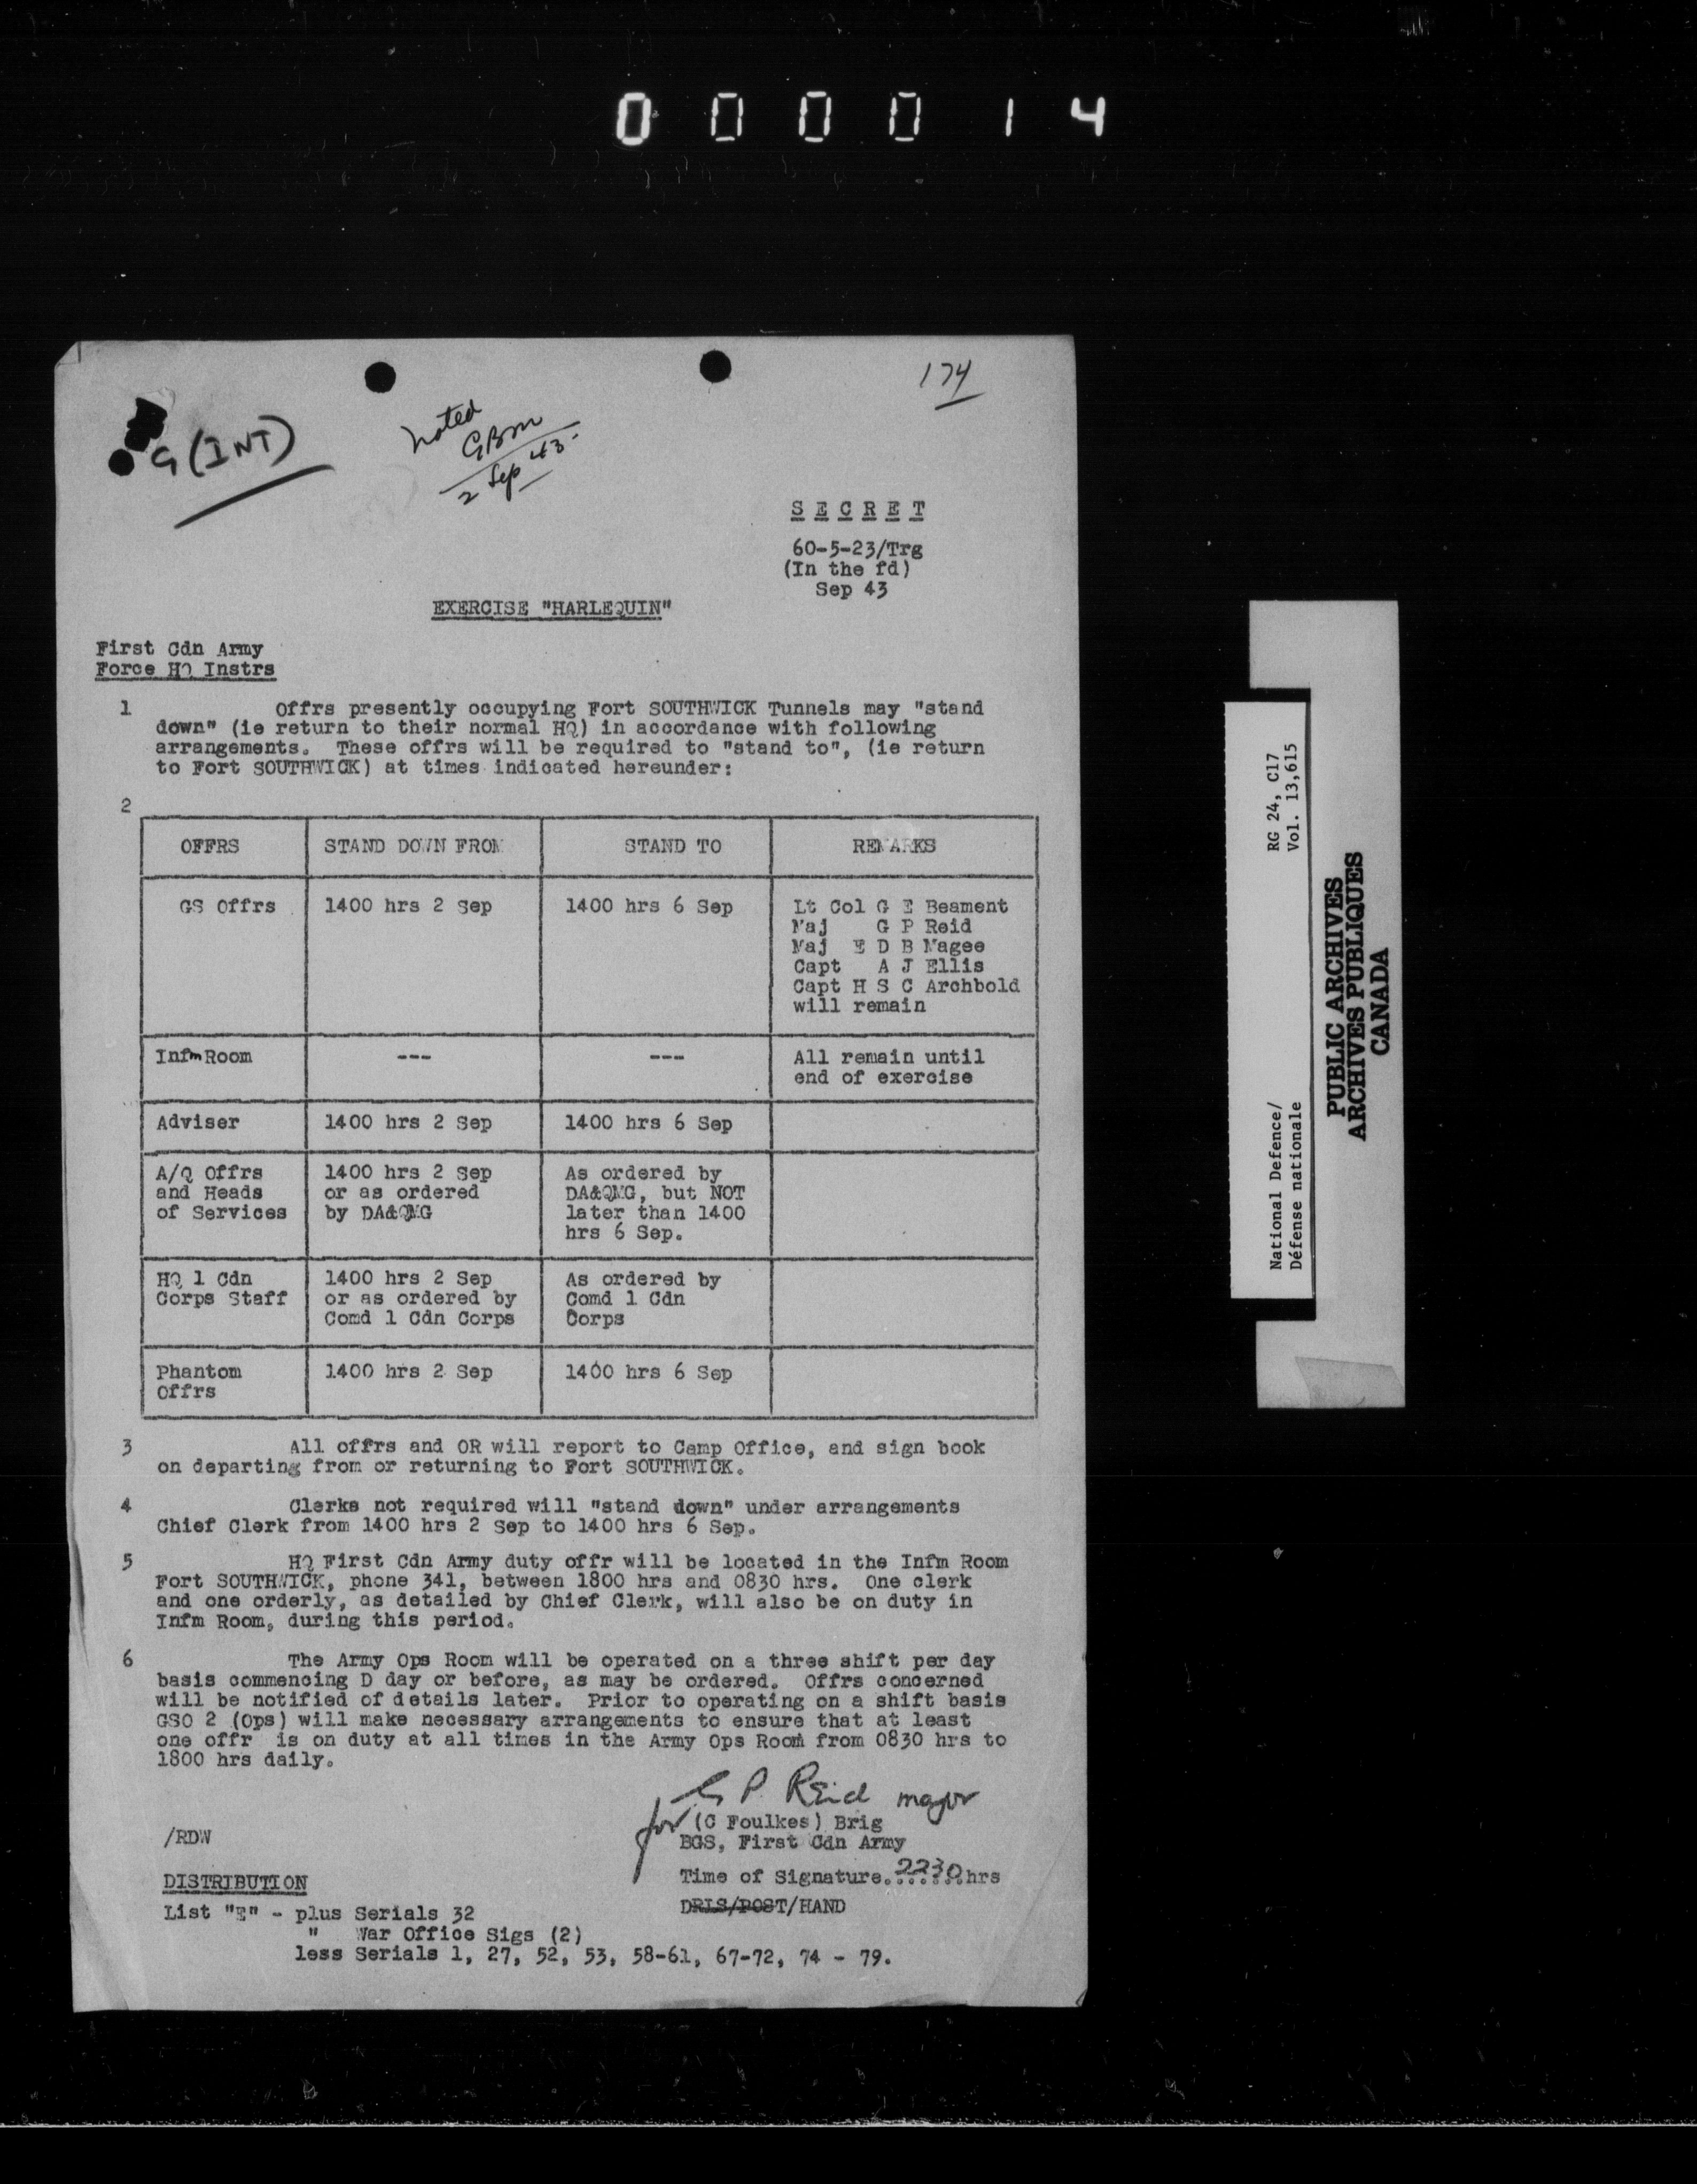 0 0 0 0 1 4
174
G (INT)
noted
GBM
2 Sep 43.
S E C R E T
60-5-23/Trg
(In the fd)
Sep 43
EXERCISE "HARLEQUIN"
First Cdn Army
Force HQ Instrs
1 Offrs presently occupying Fort SOUTHWICK Tunnels may "stand
down" (ie return to their normal HQ) in accordance with following
arrangements. These offrs will be required to "stand to", (ie return
to Fort SOUTHWICK) at times indicated hereunder:
2
OFFRS STAND DOWN FROM STAND TO REMARKS
GS Offrs 1400 hrs 2 Sep 1400 hrs 6 Sep Lt Col G E Beament
Maj G P Reid
Maj E D B Magee
Capt A J Ellis
Capt H S C Archbold
will remain
Infm Room --- --- All remain until
end of exercise
Adviser 1400 hrs 2 Sep 1400 hrs 6 Sep
A/Q Offrs 1400 hrs 2 Sep As ordered by
and Heads or as ordered DA&QMG, but NOT
of Services by DA&QMG later than 1400
hrs 6 Sep.
HQ 1 Cdn 1400 hrs 2 Sep As ordered by
Corps Staff or as ordered by Comd 1 Cdn
Comd 1 Cdn Corps Corps
Phantom 1400 hrs 2 Sep 1400 hrs 6 Sep
Offrs
3 All offrs and OR will report to Camp Office, and sign book
on departing from or returning to Fort SOUTHWICK.
4 Clerks not required will "stand down" under arrangements
Chief Clerk from 1400 hrs 2 Sep to 1400 hrs 6 Sep.
5 HQ First Cdn Army duty offr will be located in the Infm Room
Fort SOUTHWICK, phone 341, between 1800 hrs and 0830 hrs. One clerk
and one orderly, as detailed by Chief Clerk, will also be on duty in
Infm Room, during this period.
6 The Army Ops Room will be operated on a three shift per day
basis commencing D day or before, as may be ordered. Offrs concerned
will be notified of details later. Prior to operating on a shift basis
GSO 2 (Ops) will make necessary arrangements to ensure that at least
one offr is on duty at all times in the Army Ops Room from 0830 hrs to
1800 hrs daily.
G P Reid major
for (C Foulkes) Brig
/RDW
BGS, First Cdn Army
Time of Signature.2230.hrs
DISTRIBUTION
DRLS/POST/HAND
List "E" - plus Serials 32
" War Office Sigs (2)
less Serials 1, 27, 52, 53, 58-61, 67-72, 74 - 79.
National Defence/ RG 24, C17
Défense nationale Vol. 13,615
PUBLIC ARCHIVES
ARCHIVES PUBLIQUES
CANADA